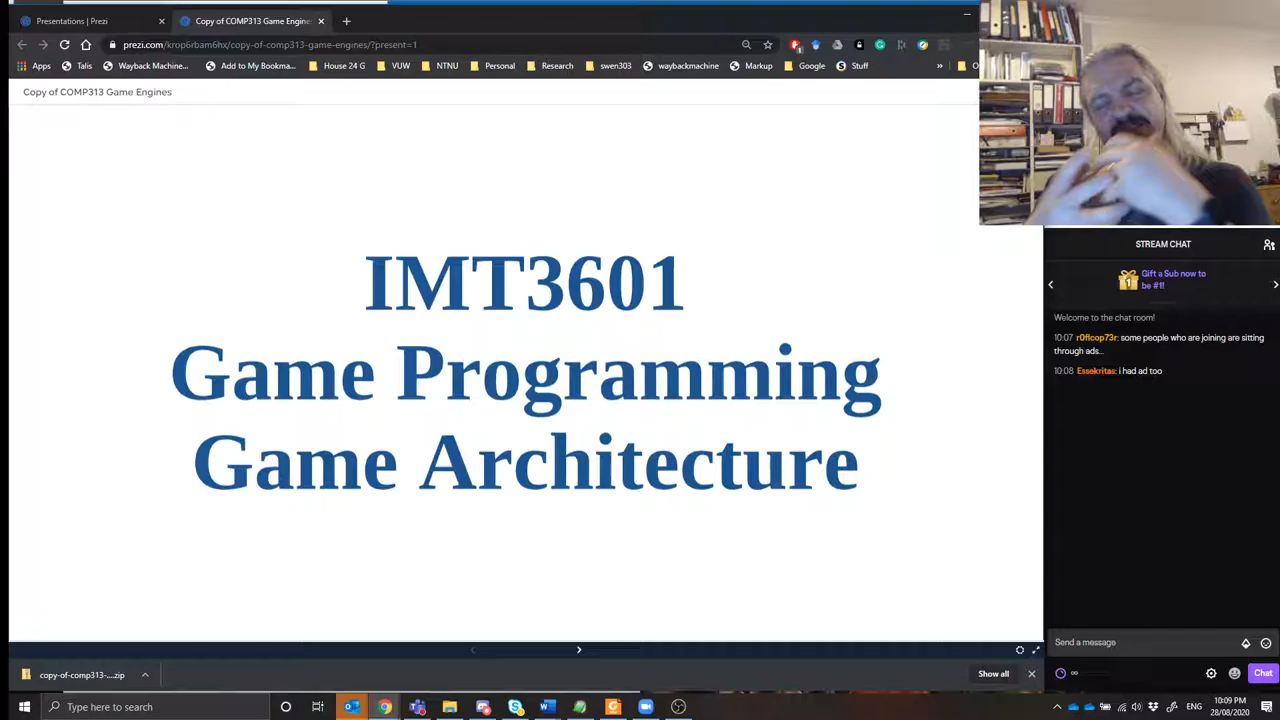 Presentations | Prezi
Copy of COMP313 Game Engine
prezi.com/krop6rbam6hx/copy-of-comp313-game-engines/?present=1
Apps Talis Wayback Machine... Add to My Bookma... House 24 G VUW NTNU Personal Research swen303 waybackmachine Markup Google Stuff
Copy of COMP313 Game Engines
IMT3601
Game Programming
Game Architecture
STREAM CHAT
Gift a Sub now to
be #1!
Welcome to the chat room!
10:07 r0flcop73r: some people who are joining are sitting
through ads...
10:08 Essekritas: i had ad too
Send a message
Chat
copy-of-comp313-....zip
Show all
Type here to search
ENG
10:09 PM
28/08/2020